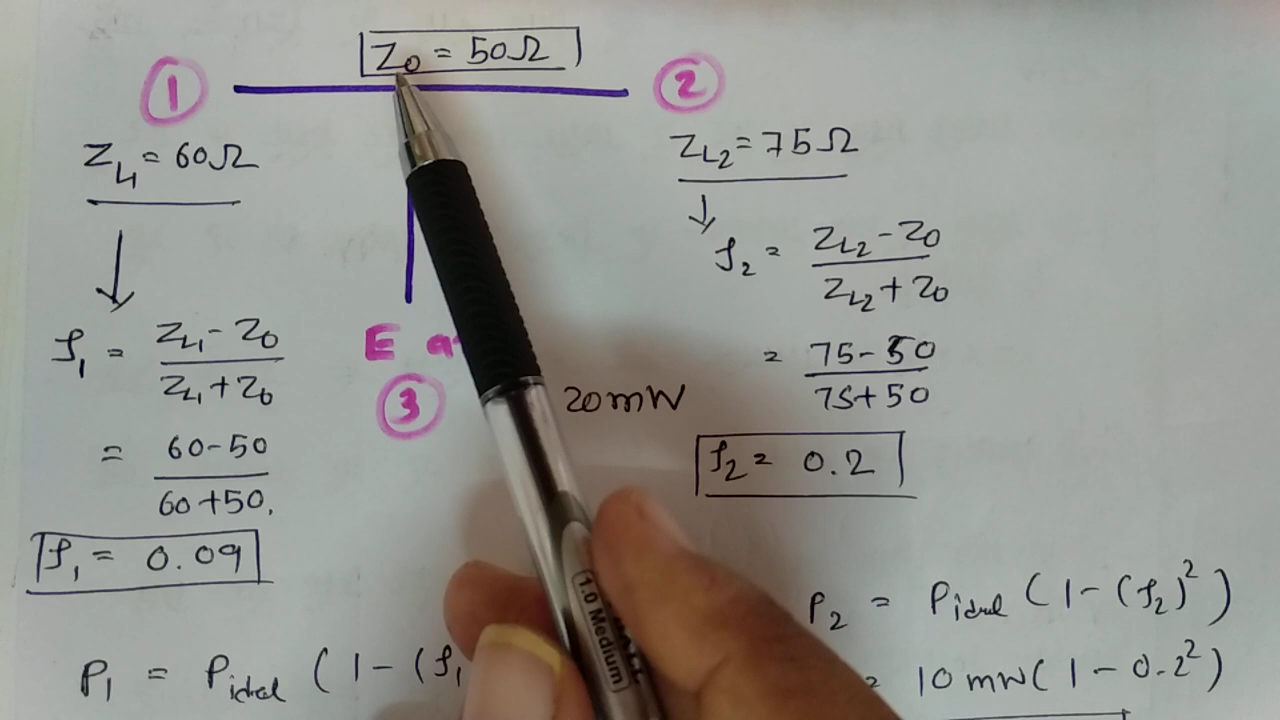 Z0 = 50Ω
1
2
ZL1 = 60Ω
ZL2 = 75Ω
ρ2 = ZL2 - Z0
ZL2 + Z0
ρ1 = ZL1 - Z0
ZL1 + Z0
= 75 - 50
75 + 50
E
3
20mW
= 60 - 50
60 + 50.
ρ2 = 0.2
ρ1 = 0.09
P2 = Pideal (1 - (ρ2)²)
P1 = Pideal (1 - (ρ1
= 10 mW (1 - 0.2²)
1.0 Medium